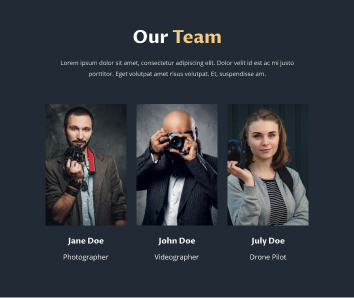 Our Team
Lorem ipsum dolor sit amet, consectetur adipiscing elit. Dolor velit id est ac mi justo
porttitor. Eget volutpat amet risus volutpat. Et, suspendisse am.
Jane Doe John Doe July Doe
Photographer Videographer Drone Pilot